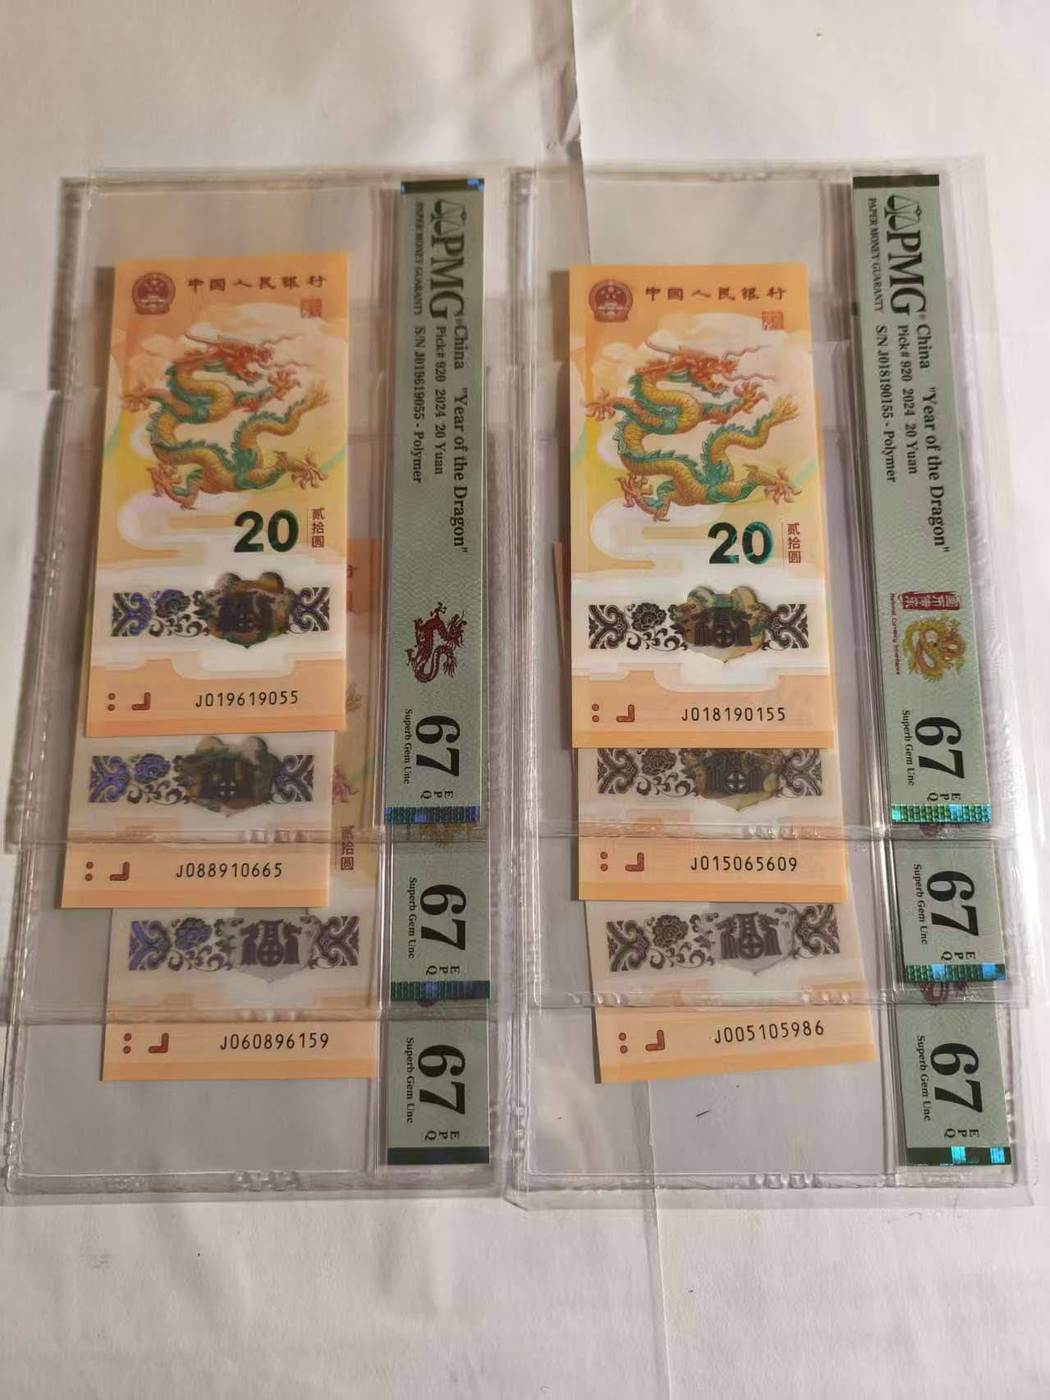 中国人民银行
20
贰拾圆
J019619055
PMG
PAPER MONEY GUARANTY
China "Year of the Dragon"
Pick# 920 2024 20 Yuan
S/N J019619055 - Polymer
67 EPQ
Superb Gem Unc
J088910665
贰拾圆
67 EPQ
Superb Gem Unc
J060896159
67 EPQ
Superb Gem Unc
中国人民银行
20
贰拾圆
J018190155
PMG
PAPER MONEY GUARANTY
China "Year of the Dragon"
Pick# 920 2024 20 Yuan
S/N J018190155 - Polymer
67 EPQ
Superb Gem Unc
J015065609
67 EPQ
Superb Gem Unc
J005105986
67 EPQ
Superb Gem Unc